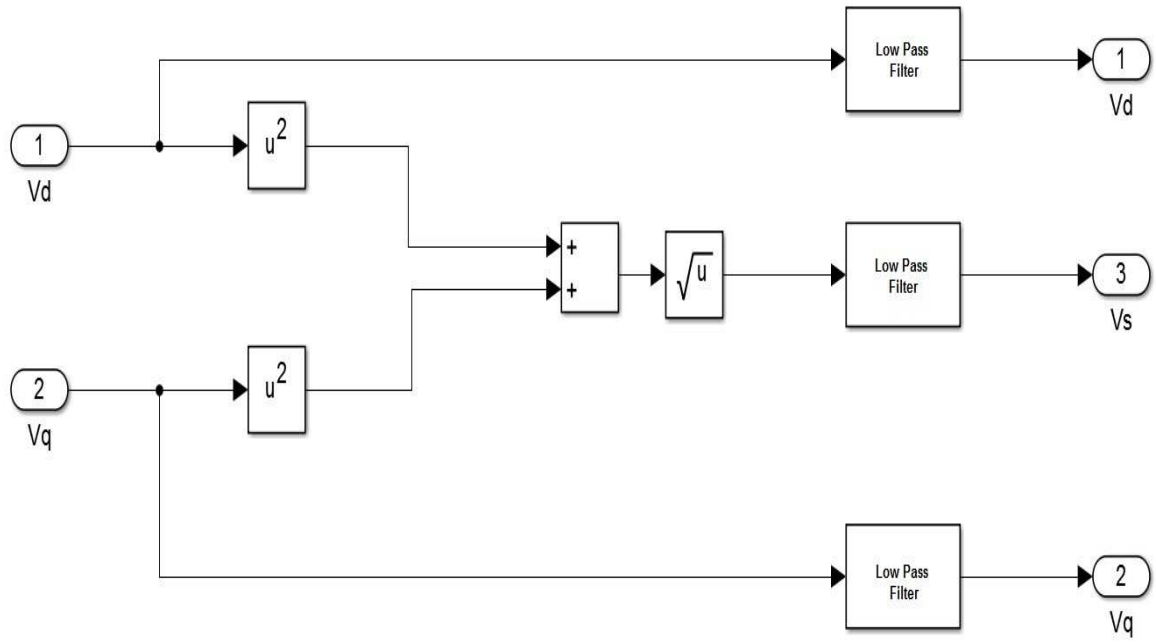 Low Pass
Filter
1
Vd
1
Vd
u²
+
+
√u
Low Pass
Filter
3
Vs
2
Vq
u²
Low Pass
Filter
2
Vq